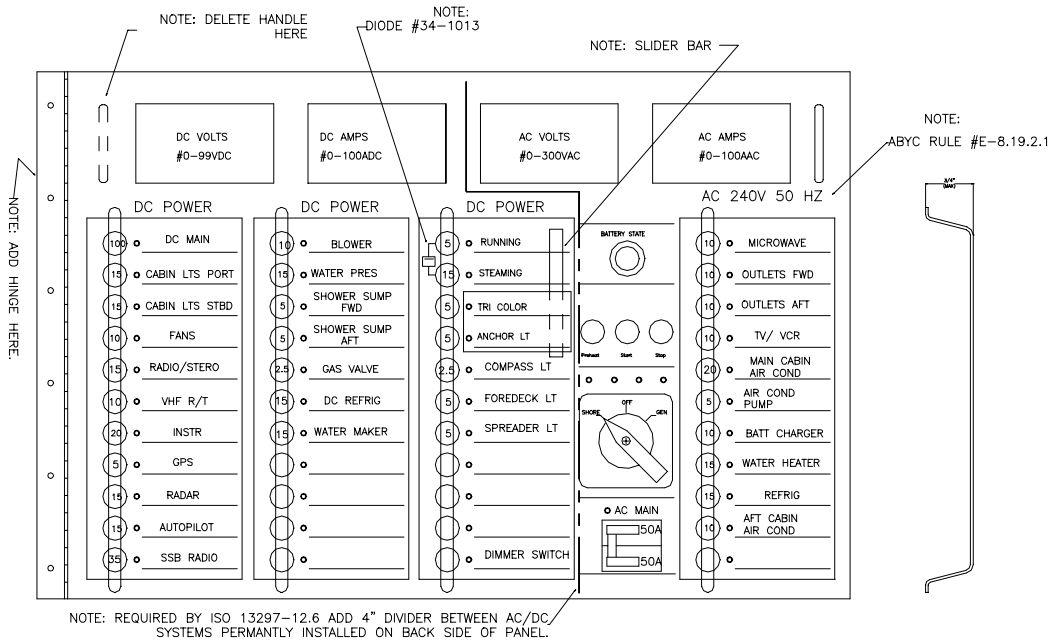 NOTE: DELETE HANDLE
HERE
NOTE:
DIODE #34-1013
NOTE: SLIDER BAR
NOTE:
ABYC RULE #E-8.19.2.1
NOTE: ADD HINGE HERE.
DC VOLTS
#0-99VDC
DC AMPS
#0-100ADC
AC VOLTS
#0-300VAC
AC AMPS
#0-100AAC
3/4"
(MAX)
DC POWER
100 DC MAIN
15 CABIN LTS PORT
15 CABIN LTS STBD
10 FANS
15 RADIO/STERO
10 VHF R/T
20 INSTR
5 GPS
15 RADAR
15 AUTOPILOT
35 SSB RADIO
DC POWER
10 BLOWER
15 WATER PRES
5 SHOWER SUMP
FWD
5 SHOWER SUMP
AFT
2.5 GAS VALVE
15 DC REFRIG
15 WATER MAKER
DC POWER
5 RUNNING
15 STEAMING
5 TRI COLOR
5 ANCHOR LT
2.5 COMPASS LT
5 FOREDECK LT
5 SPREADER LT
DIMMER SWITCH
BATTERY STATE
Preheat Start Stop
OFF
SHORE GEN
AC MAIN
50A
50A
AC 240V 50 HZ
10 MICROWAVE
10 OUTLETS FWD
10 OUTLETS AFT
10 TV/ VCR
20 MAIN CABIN
AIR COND
5 AIR COND
PUMP
10 BATT CHARGER
15 WATER HEATER
15 REFRIG
10 AFT CABIN
AIR COND
NOTE: REQUIRED BY ISO 13297-12.6 ADD 4" DIVIDER BETWEEN AC/DC
SYSTEMS PERMANTLY INSTALLED ON BACK SIDE OF PANEL.